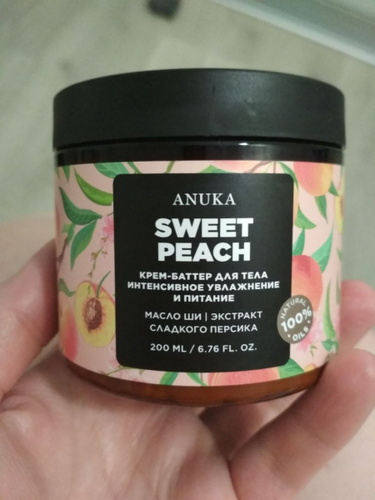 ANUKA
SWEET
PEACH
КРЕМ-БАТТЕР ДЛЯ ТЕЛА
ИНТЕНСИВНОЕ УВЛАЖНЕНИЕ
И ПИТАНИЕ
МАСЛО ШИ | ЭКСТРАКТ
СЛАДКОГО ПЕРСИКА
200 ML / 6.76 FL. OZ.
NATURAL
100%
OILS